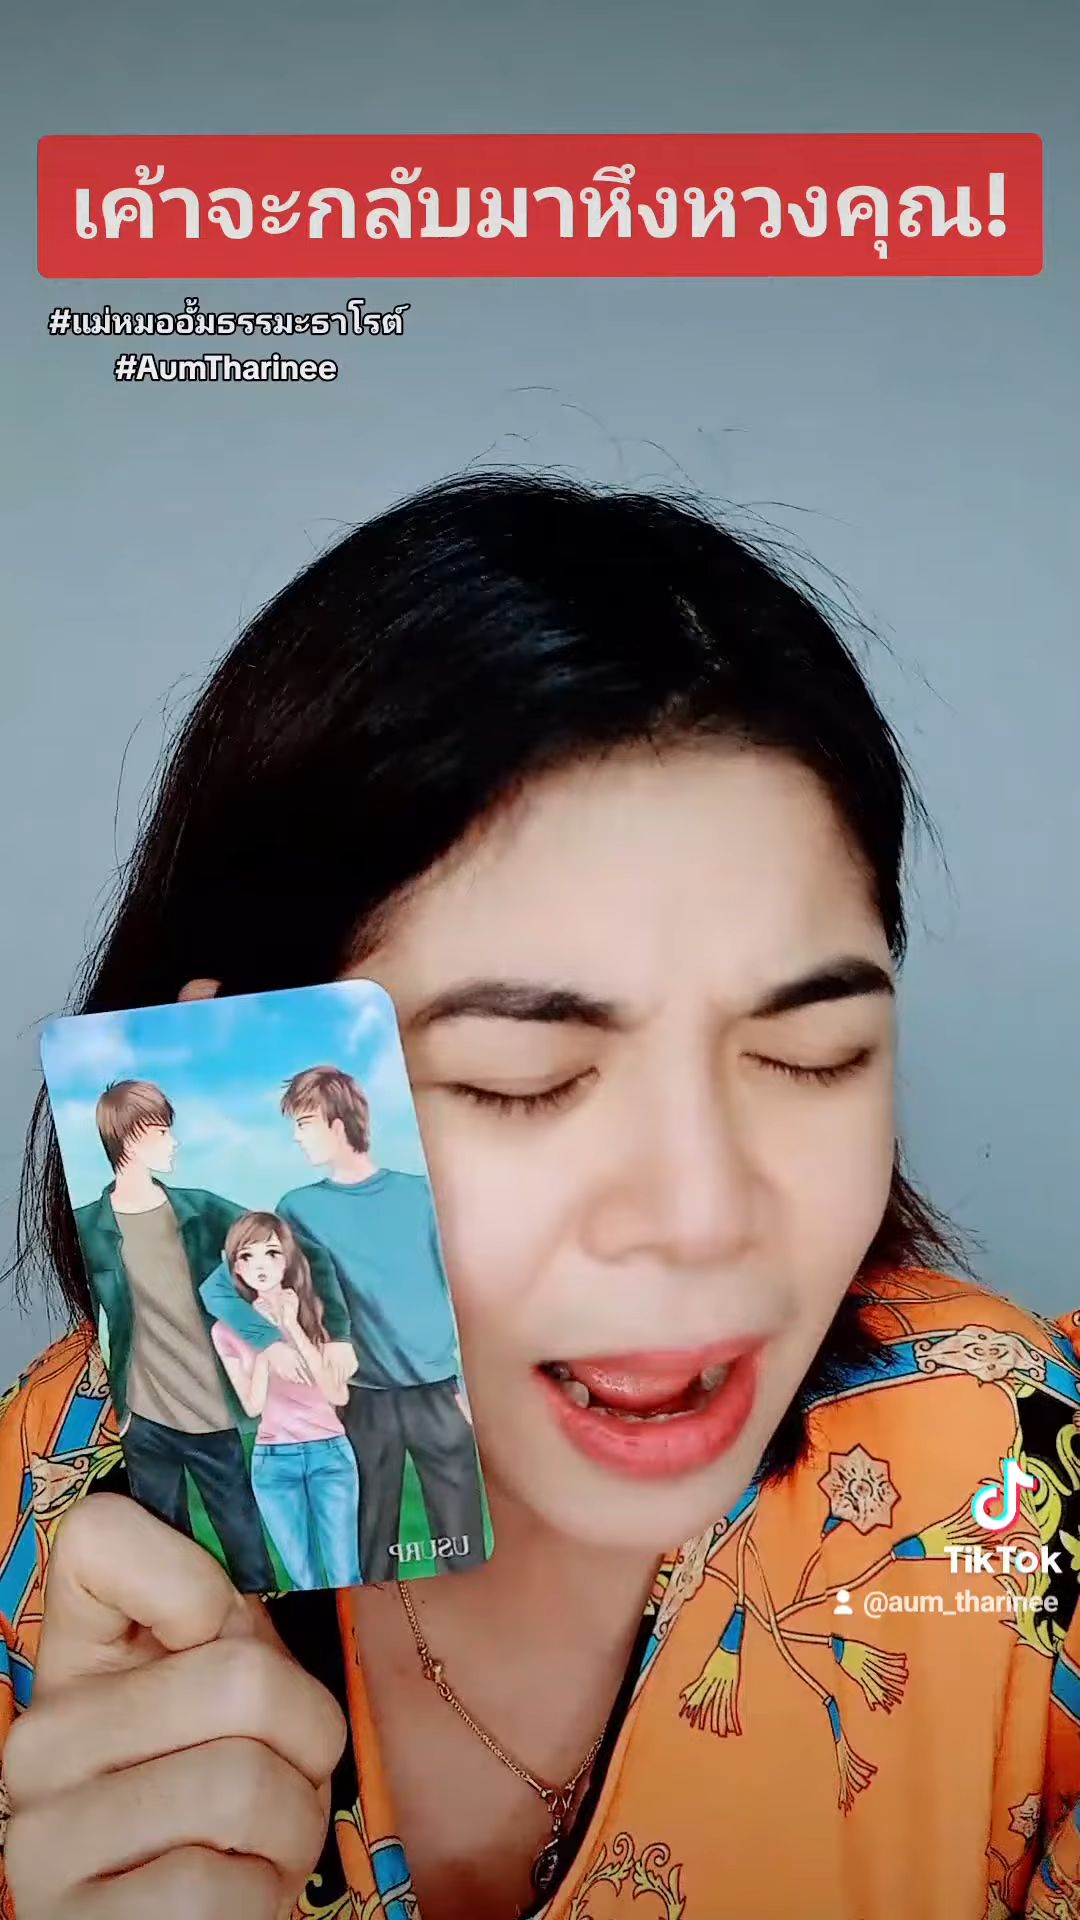 เค้าจะกลับมาหึงหวงคุณ!
#แม่หมออั้มธรรมะธาโรต์
#AumTharinee
USURP
TikTok
@aum_tharinee